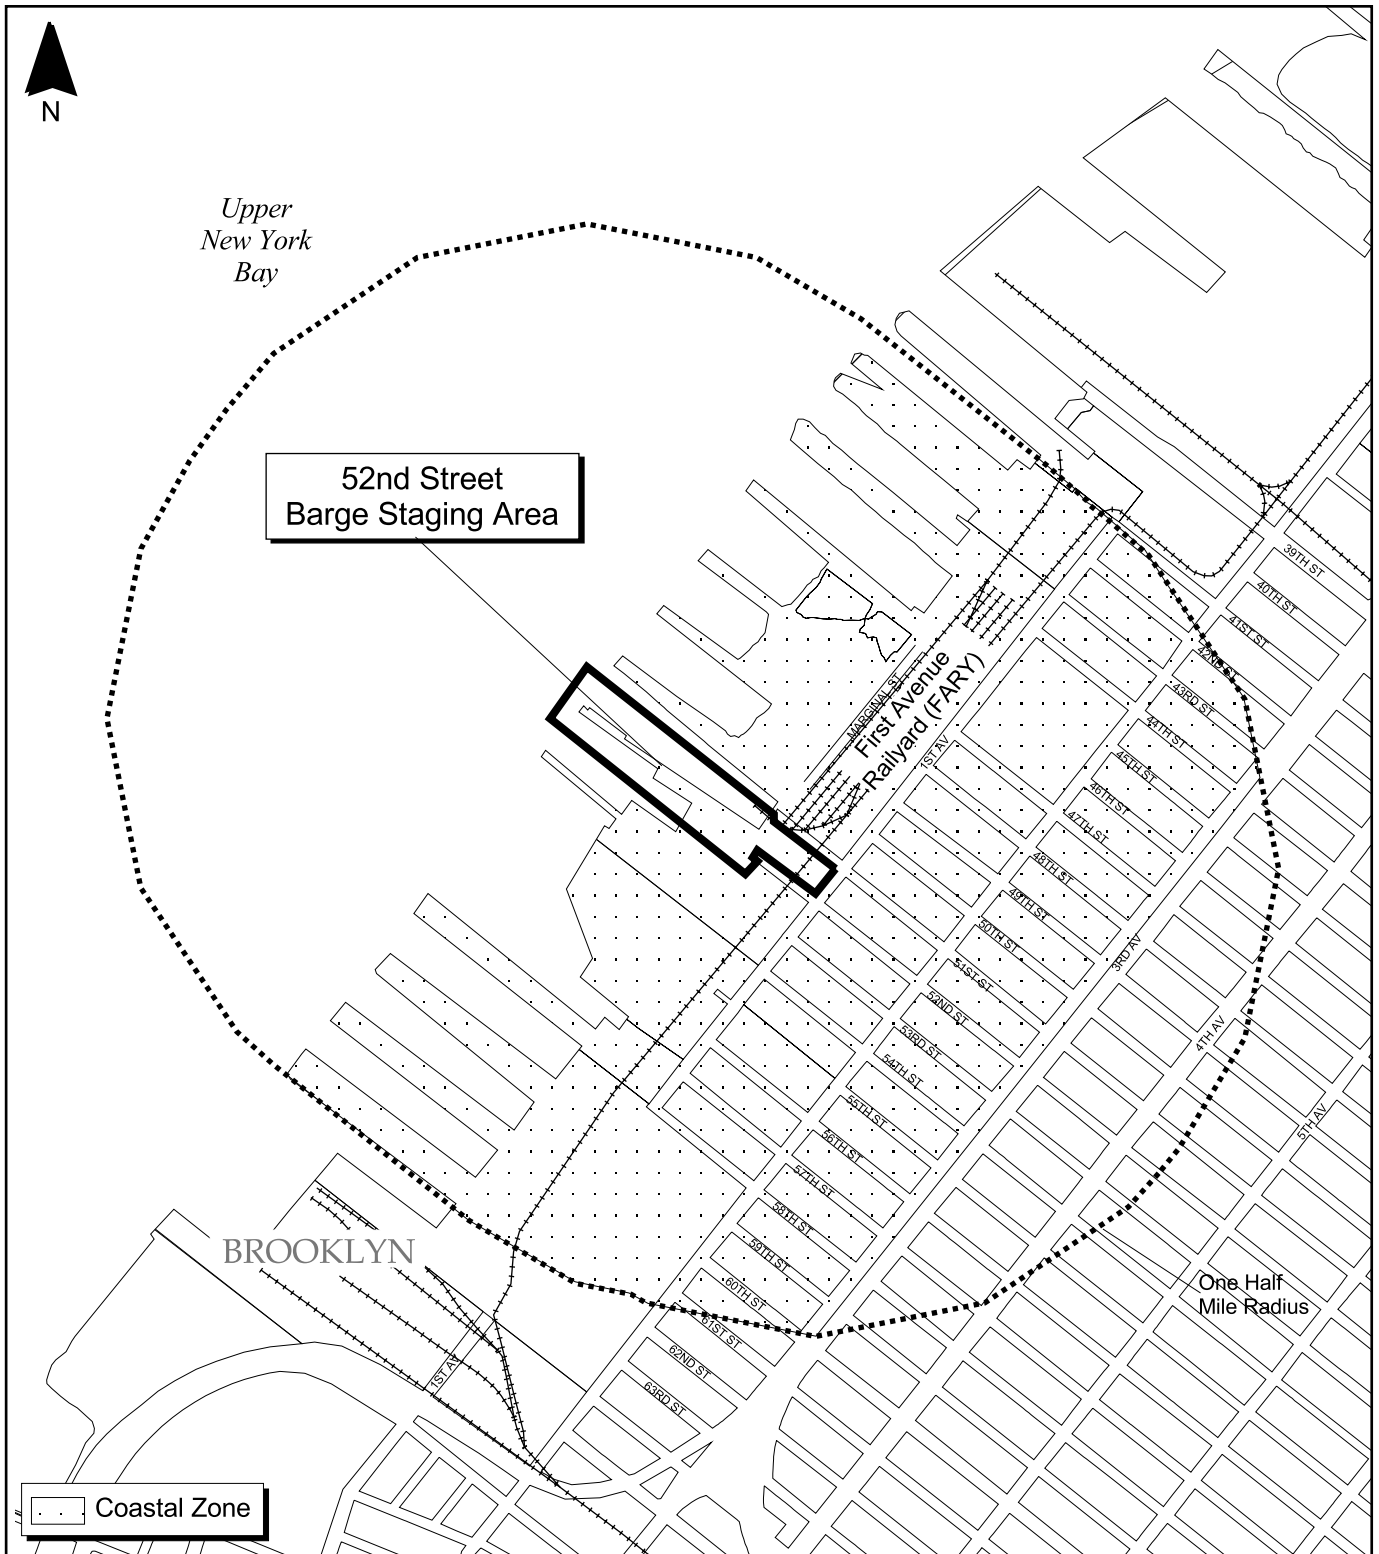 N
Upper
New York
Bay
52nd Street
Barge Staging Area
MARGINAL ST
First Avenue
Railyard (FARY)
1ST AV
39TH ST
40TH ST
41ST ST
42ND ST
43RD ST
44TH ST
45TH ST
46TH ST
47TH ST
48TH ST
49TH ST
50TH ST
51ST ST
52ND ST
53RD ST
54TH ST
55TH ST
56TH ST
57TH ST
58TH ST
59TH ST
60TH ST
61ST ST
62ND ST
63RD ST
3RD AV
4TH AV
5TH AV
BROOKLYN
1ST AV
One Half
Mile Radius
Coastal Zone